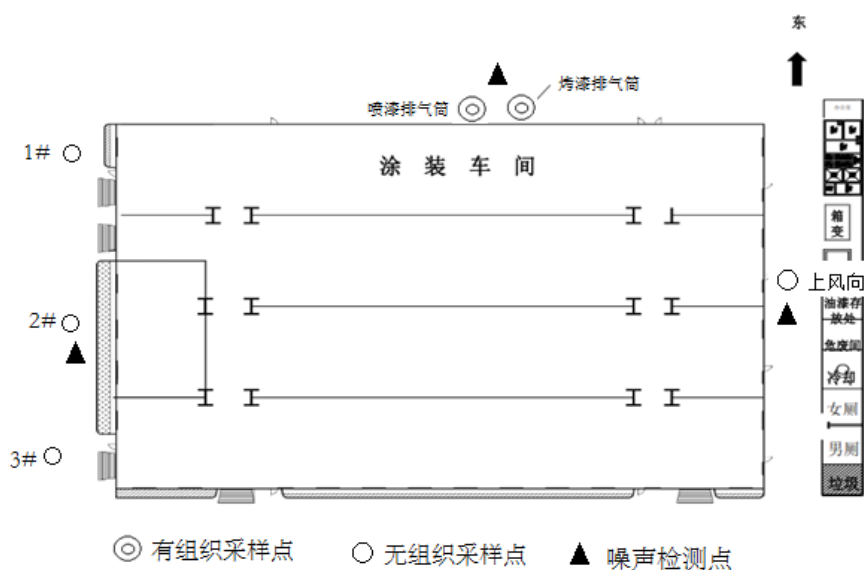 东
烤漆排气筒
喷漆排气筒
1#
涂 装 车 间
箱
变
上风向
2#
油漆存
放处
危废间
女厕
3#
男厕
垃圾
有组织采样点
无组织采样点
噪声检测点